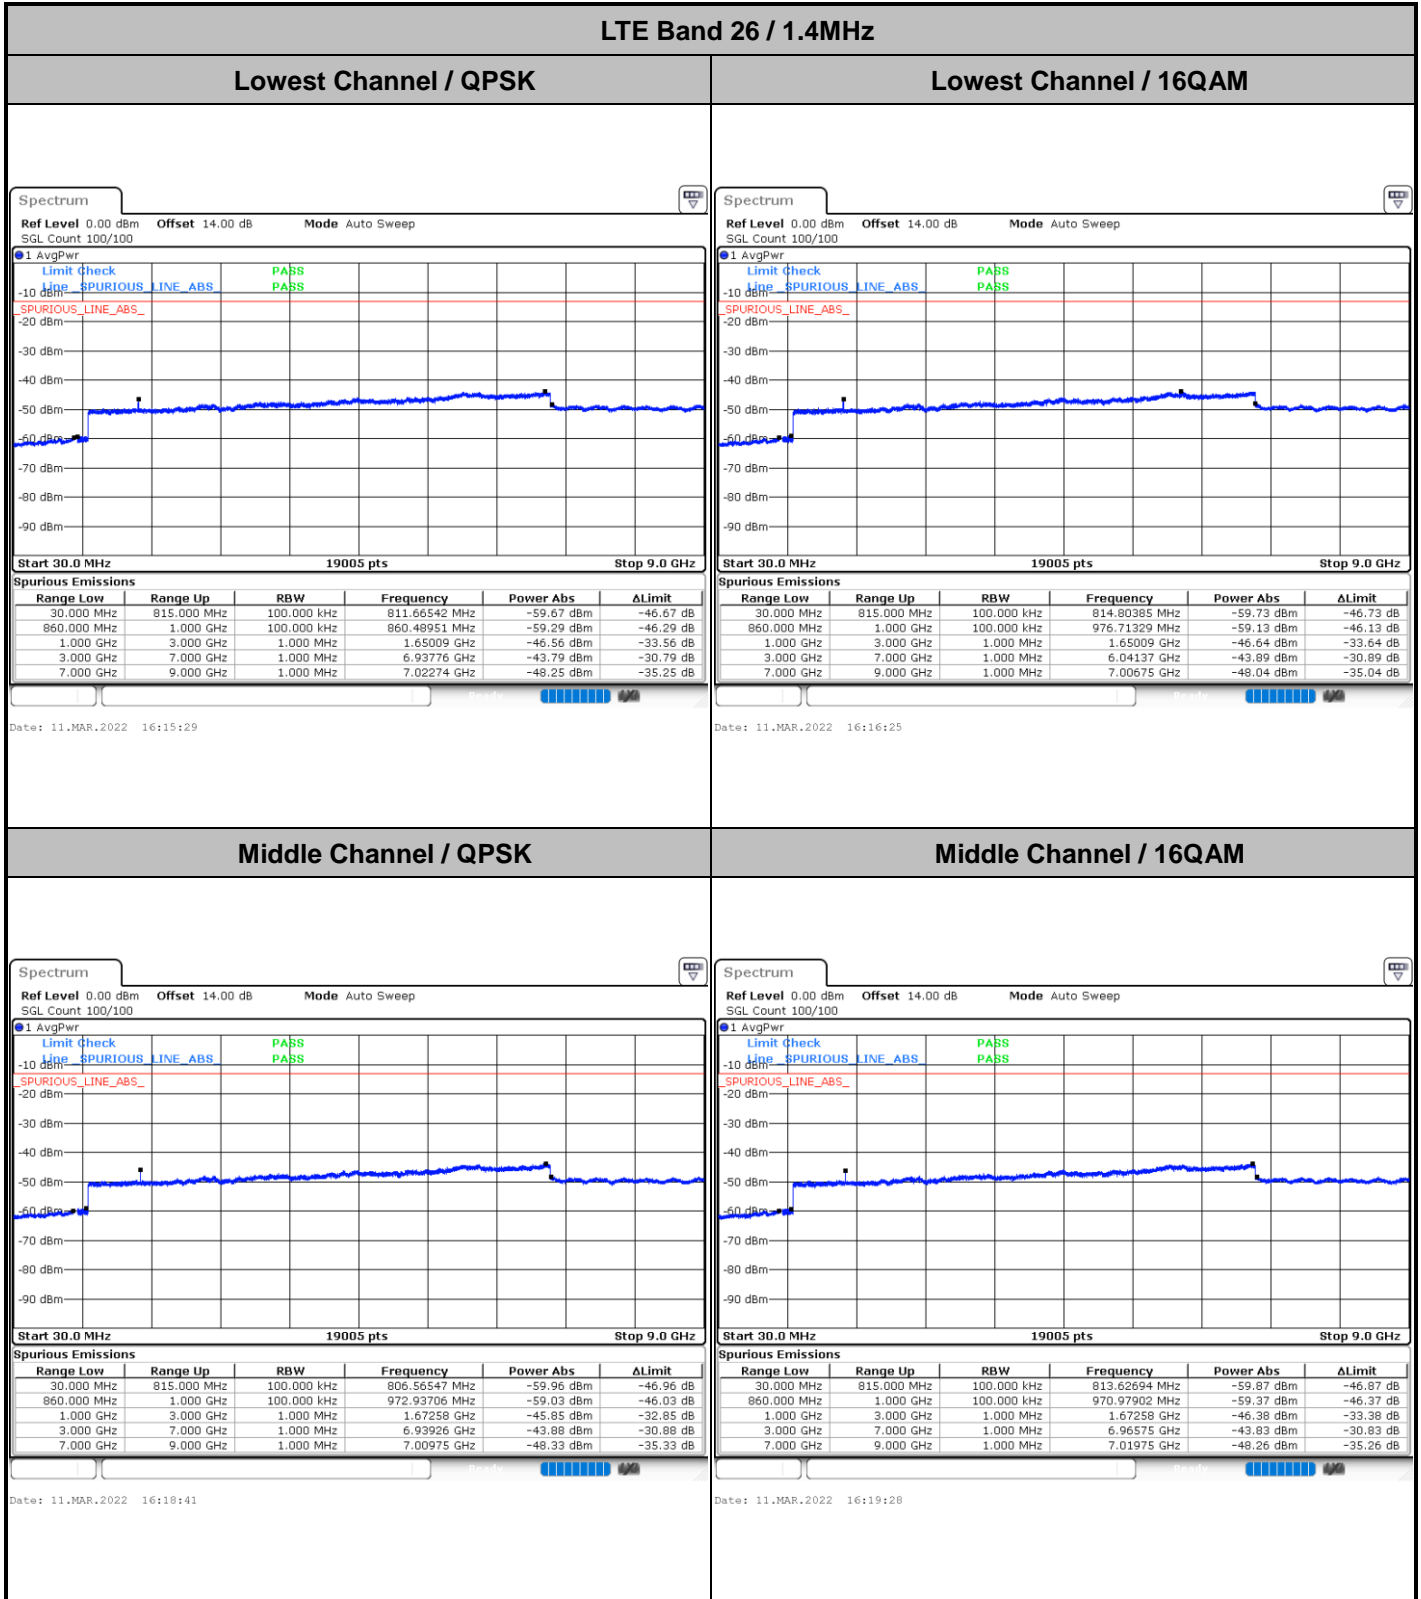 LTE Band 26 / 1.4MHz
Lowest Channel / QPSK
Lowest Channel / 16QAM
Spectrum
Ref Level 0.00 dBm Offset 14.00 dB Mode Auto Sweep
SGL Count 100/100
1 AvgPwr
Limit Check PASS
Line _SPURIOUS_LINE_ABS_ PASS
-10 dBm
_SPURIOUS_LINE_ABS_
-20 dBm
-30 dBm
-40 dBm
-50 dBm
-60 dBm
-70 dBm
-80 dBm
-90 dBm
Start 30.0 MHz 19005 pts Stop 9.0 GHz
Spurious Emissions
Range Low Range Up RBW Frequency Power Abs ΔLimit
30.000 MHz 815.000 MHz 100.000 kHz 811.66542 MHz -59.67 dBm -46.67 dB
860.000 MHz 1.000 GHz 100.000 kHz 860.48951 MHz -59.29 dBm -46.29 dB
1.000 GHz 3.000 GHz 1.000 MHz 1.65009 GHz -46.56 dBm -33.56 dB
3.000 GHz 7.000 GHz 1.000 MHz 6.93776 GHz -43.79 dBm -30.79 dB
7.000 GHz 9.000 GHz 1.000 MHz 7.02274 GHz -48.25 dBm -35.25 dB
Ready
Date: 11.MAR.2022 16:15:29
Spectrum
Ref Level 0.00 dBm Offset 14.00 dB Mode Auto Sweep
SGL Count 100/100
1 AvgPwr
Limit Check PASS
Line _SPURIOUS_LINE_ABS_ PASS
-10 dBm
_SPURIOUS_LINE_ABS_
-20 dBm
-30 dBm
-40 dBm
-50 dBm
-60 dBm
-70 dBm
-80 dBm
-90 dBm
Start 30.0 MHz 19005 pts Stop 9.0 GHz
Spurious Emissions
Range Low Range Up RBW Frequency Power Abs ΔLimit
30.000 MHz 815.000 MHz 100.000 kHz 814.80385 MHz -59.73 dBm -46.73 dB
860.000 MHz 1.000 GHz 100.000 kHz 976.71329 MHz -59.13 dBm -46.13 dB
1.000 GHz 3.000 GHz 1.000 MHz 1.65009 GHz -46.64 dBm -33.64 dB
3.000 GHz 7.000 GHz 1.000 MHz 6.04137 GHz -43.89 dBm -30.89 dB
7.000 GHz 9.000 GHz 1.000 MHz 7.00675 GHz -48.04 dBm -35.04 dB
Ready
Date: 11.MAR.2022 16:16:25
Middle Channel / QPSK
Middle Channel / 16QAM
Spectrum
Ref Level 0.00 dBm Offset 14.00 dB Mode Auto Sweep
SGL Count 100/100
1 AvgPwr
Limit Check PASS
Line _SPURIOUS_LINE_ABS_ PASS
-10 dBm
_SPURIOUS_LINE_ABS_
-20 dBm
-30 dBm
-40 dBm
-50 dBm
-60 dBm
-70 dBm
-80 dBm
-90 dBm
Start 30.0 MHz 19005 pts Stop 9.0 GHz
Spurious Emissions
Range Low Range Up RBW Frequency Power Abs ΔLimit
30.000 MHz 815.000 MHz 100.000 kHz 806.56547 MHz -59.96 dBm -46.96 dB
860.000 MHz 1.000 GHz 100.000 kHz 972.93706 MHz -59.03 dBm -46.03 dB
1.000 GHz 3.000 GHz 1.000 MHz 1.67258 GHz -45.85 dBm -32.85 dB
3.000 GHz 7.000 GHz 1.000 MHz 6.93926 GHz -43.88 dBm -30.88 dB
7.000 GHz 9.000 GHz 1.000 MHz 7.00975 GHz -48.33 dBm -35.33 dB
Ready
Date: 11.MAR.2022 16:18:41
Spectrum
Ref Level 0.00 dBm Offset 14.00 dB Mode Auto Sweep
SGL Count 100/100
1 AvgPwr
Limit Check PASS
Line _SPURIOUS_LINE_ABS_ PASS
-10 dBm
_SPURIOUS_LINE_ABS_
-20 dBm
-30 dBm
-40 dBm
-50 dBm
-60 dBm
-70 dBm
-80 dBm
-90 dBm
Start 30.0 MHz 19005 pts Stop 9.0 GHz
Spurious Emissions
Range Low Range Up RBW Frequency Power Abs ΔLimit
30.000 MHz 815.000 MHz 100.000 kHz 813.62694 MHz -59.87 dBm -46.87 dB
860.000 MHz 1.000 GHz 100.000 kHz 970.97902 MHz -59.37 dBm -46.37 dB
1.000 GHz 3.000 GHz 1.000 MHz 1.67258 GHz -46.38 dBm -33.38 dB
3.000 GHz 7.000 GHz 1.000 MHz 6.96575 GHz -43.83 dBm -30.83 dB
7.000 GHz 9.000 GHz 1.000 MHz 7.01975 GHz -48.26 dBm -35.26 dB
Ready
Date: 11.MAR.2022 16:19:28